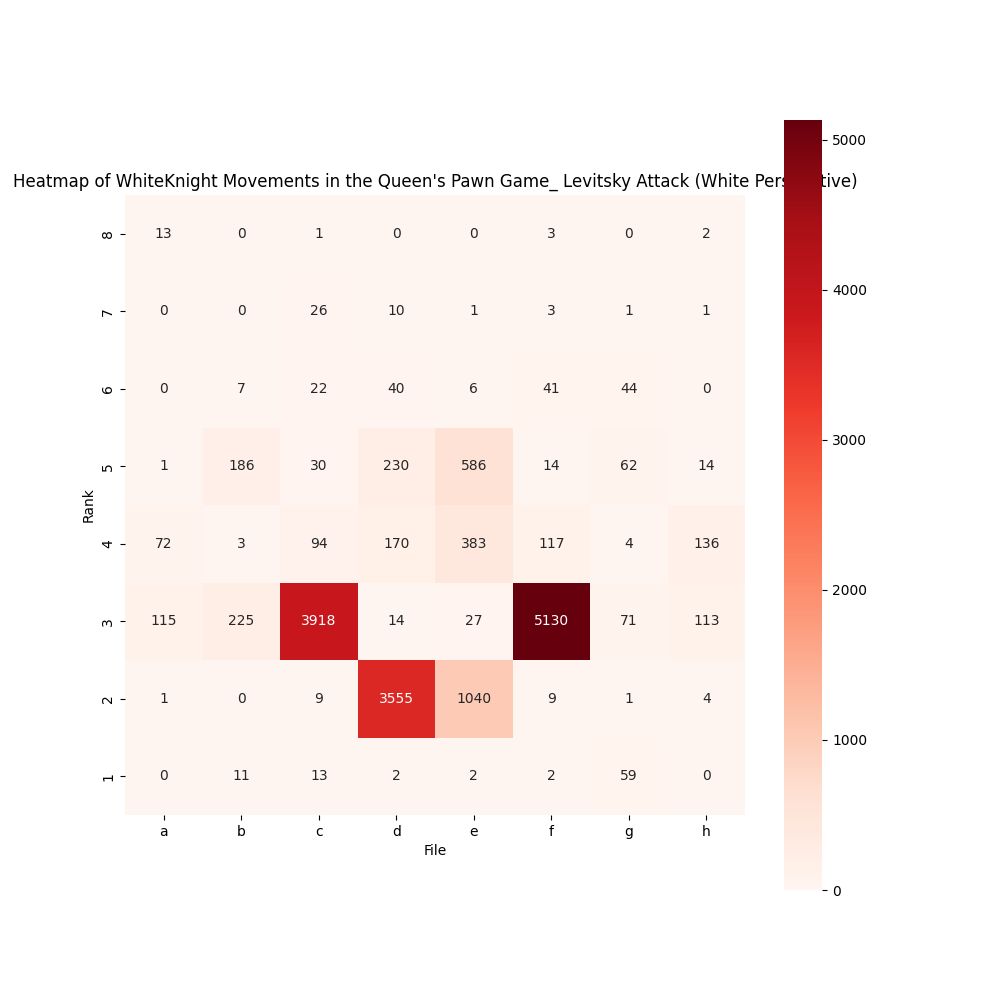 Heatmap of WhiteKnight Movements in the Queen's Pawn Game_ Levitsky Attack (White Pers tive)
5000
4000
3000
2000
1000
0
8 13 0 1 0 0 3 0 2
7 0 0 26 10 1 3 1 1
6 0 7 22 40 6 41 44 0
5 1 186 30 230 586 14 62 14
4 72 3 94 170 383 117 4 136
3 115 225 3918 14 27 5130 71 113
2 1 0 9 3555 1040 9 1 4
1 0 11 13 2 2 2 59 0
Rank
a b c d e f g h
File